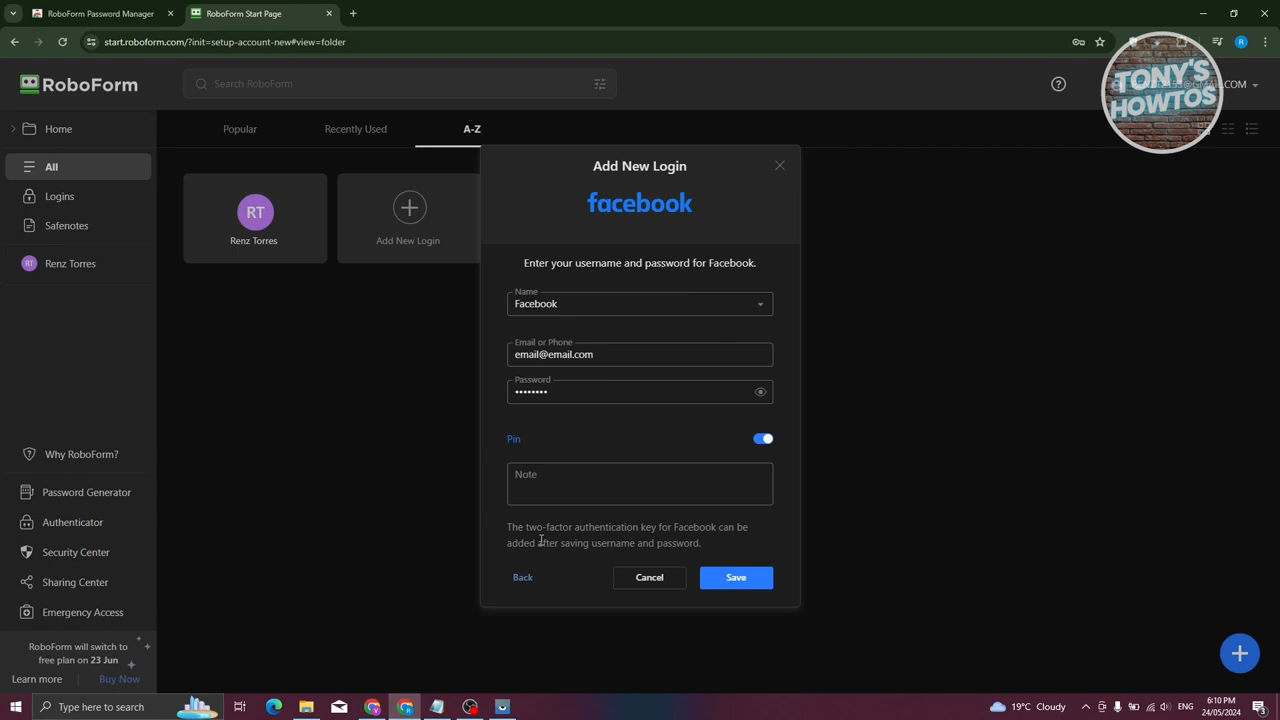 RoboForm Password Manager
RoboForm Start Page
start.roboform.com/?init=setup-account-new#view=folder
R
RoboForm
Search RoboForm
TONY'S
HOWTOS
Home
Popular
Recently Used
A-Z
All
Logins
Safenotes
RT Renz Torres
RT
Renz Torres
Add New Login
Add New Login
facebook
Enter your username and password for Facebook.
Name
Facebook
Email or Phone
email@email.com
Password
••••••••
Pin
Note
The two-factor authentication key for Facebook can be
added after saving username and password.
Back
Cancel
Save
Why RoboForm?
Password Generator
Authenticator
Security Center
Sharing Center
Emergency Access
RoboForm will switch to
free plan on 23 Jun
Learn more
Buy Now
Type here to search
19°C Cloudy
ENG
6:10 PM
24/05/2024